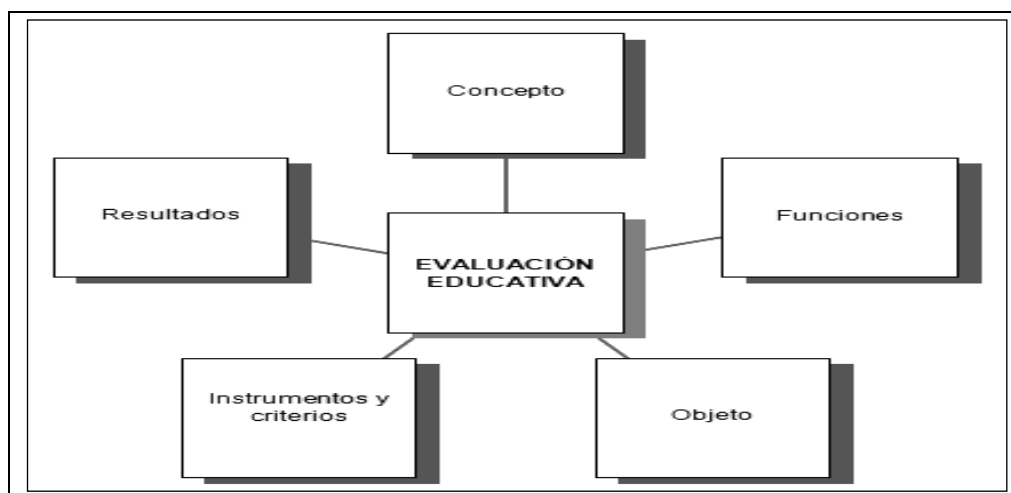 Concepto
Resultados
Funciones
EVALUACIÓN
EDUCATIVA
Instrumentos y
criterios
Objeto